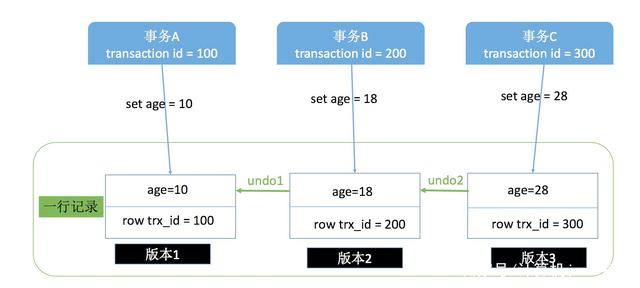 事务A
transaction id = 100
事务B
transaction id = 200
事务C
transaction id = 300
set age = 10
set age = 18
set age = 28
undo1
undo2
一行记录
age=10
age=18
age=28
row trx_id = 100
row trx_id = 200
row trx_id = 300
版本1
版本2
版本3